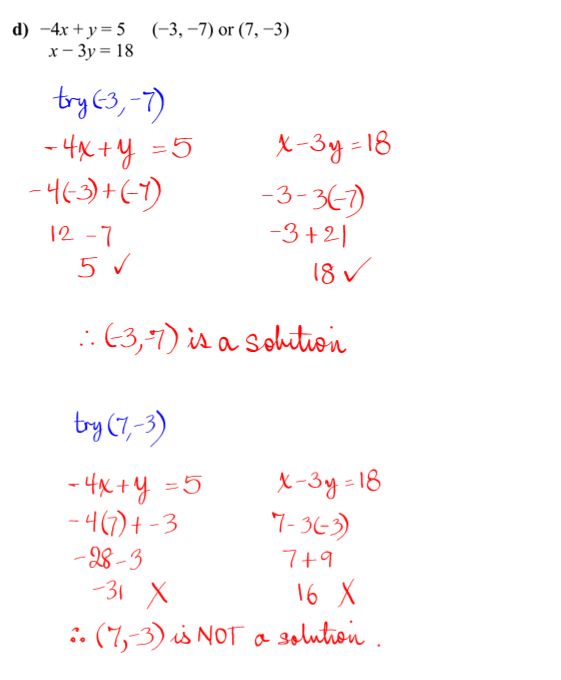 d) −4x + y = 5 (−3, −7) or (7, −3)
x − 3y = 18
try (-3, -7)
-4x + y = 5 x - 3y = 18
-4(-3) + (-7) -3 - 3(-7)
12 - 7 -3 + 21
5 ✓ 18 ✓
∴ (-3, -7) is a solution
try (7, -3)
-4x + y = 5 x - 3y = 18
-4(7) + -3 7 - 3(-3)
-28 - 3 7 + 9
-31 X 16 X
∴ (7, -3) is NOT a solution.